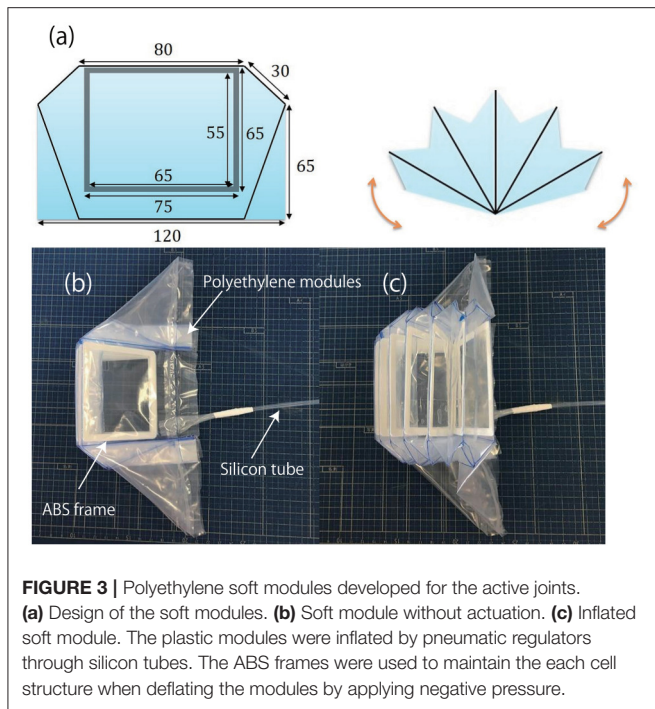 (a)
80
30
55
65
65
65
75
120
(b)
Polyethylene modules
(c)
Silicon tube
ABS frame
FIGURE 3 | Polyethylene soft modules developed for the active joints.
(a) Design of the soft modules. (b) Soft module without actuation. (c) Inflated
soft module. The plastic modules were inflated by pneumatic regulators
through silicon tubes. The ABS frames were used to maintain the each cell
structure when deflating the modules by applying negative pressure.